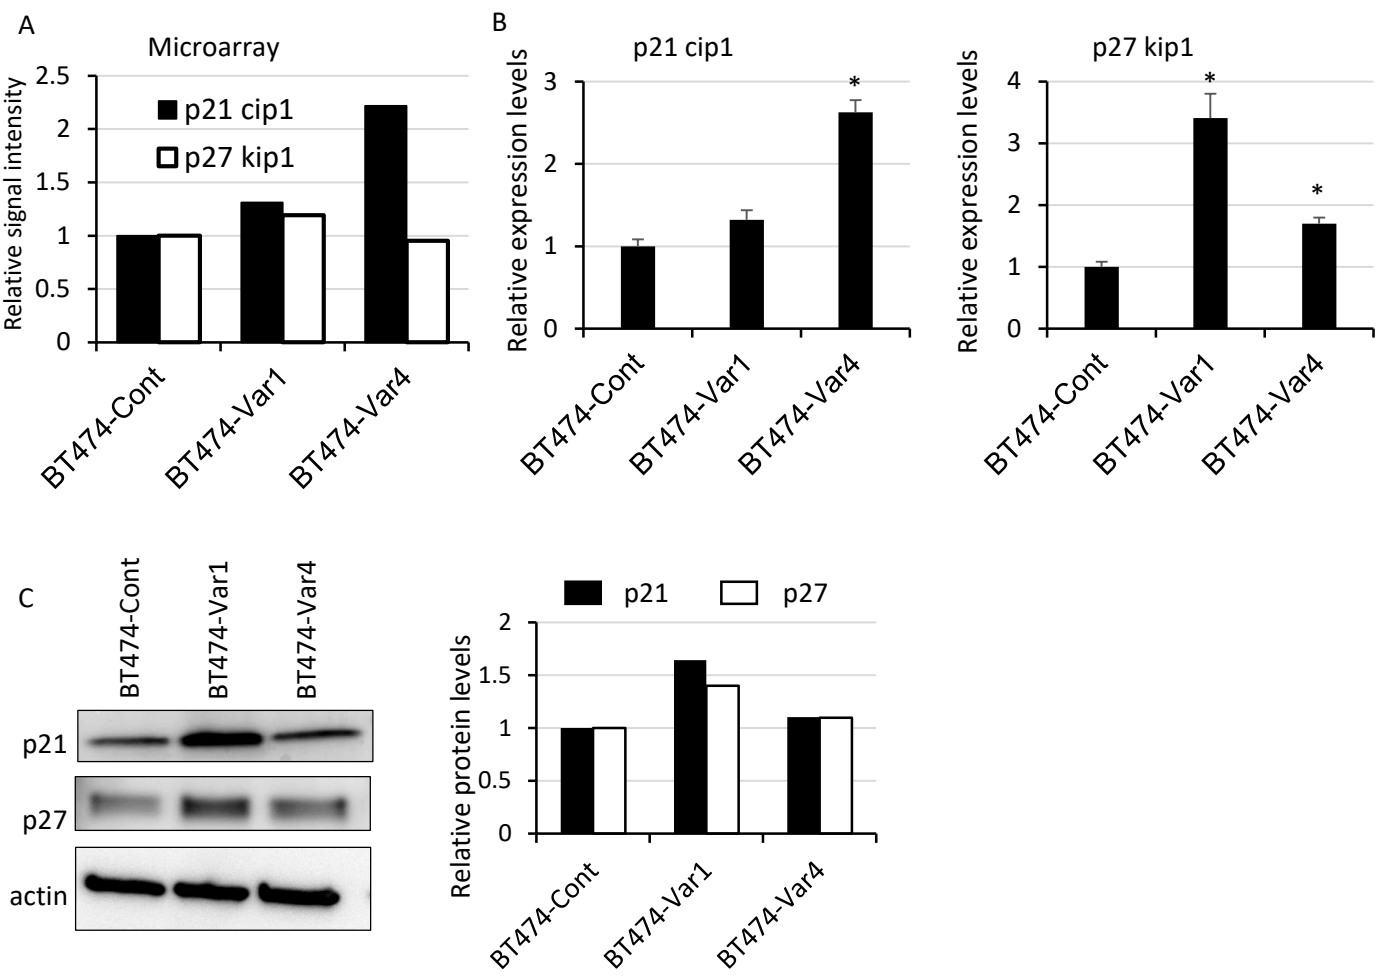 A
Microarray
Relative signal intensity
2.5
2
1.5
1
0.5
0
p21 cip1
p27 kip1
BT474-Cont
BT474-Var1
BT474-Var4
B
p21 cip1
Relative expression levels
3
2
1
0
*
BT474-Cont
BT474-Var1
BT474-Var4
p27 kip1
Relative expression levels
4
3
2
1
0
*
*
BT474-Cont
BT474-Var1
BT474-Var4
C
BT474-Cont
BT474-Var1
BT474-Var4
p21
p27
actin
p21
p27
Relative protein levels
2
1.5
1
0.5
0
BT474-Cont
BT474-Var1
BT474-Var4